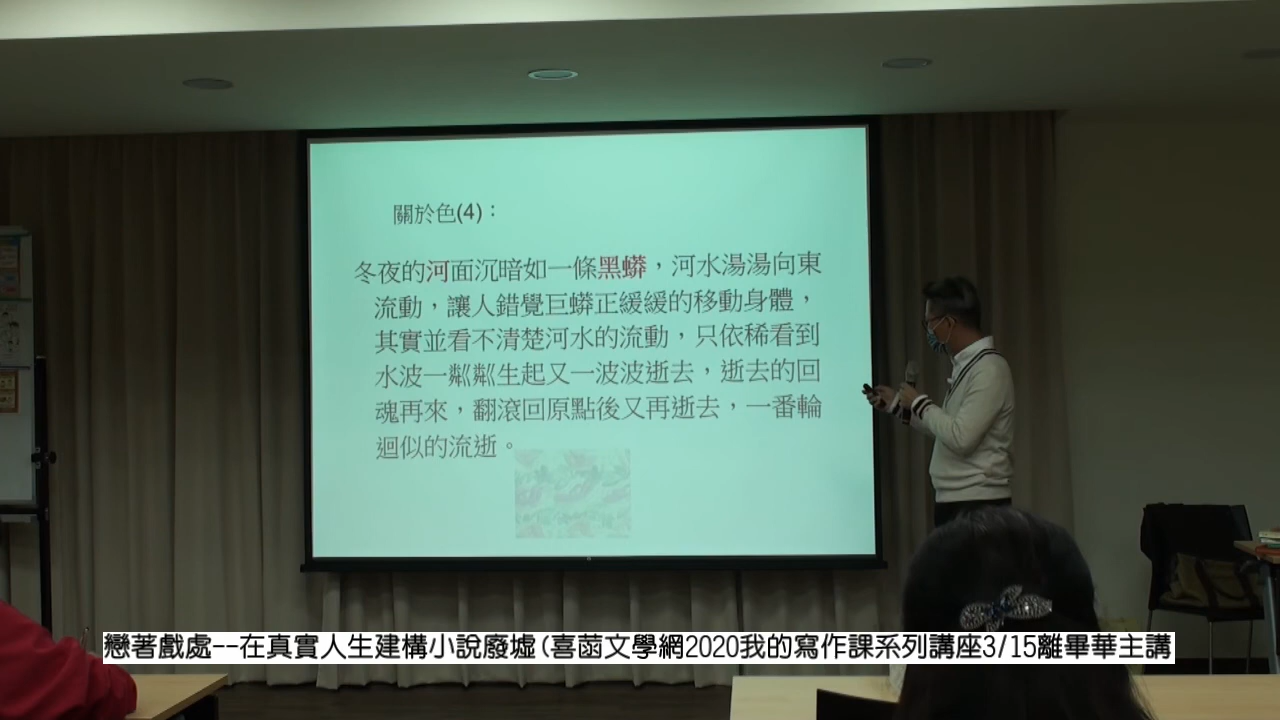 關於色(4)：
冬夜的河面沉暗如一條黑蟒，河水湯湯向東
流動，讓人錯覺巨蟒正緩緩的移動身體，
其實並看不清楚河水的流動，只依稀看到
水波一粼粼生起又一波波逝去，逝去的回
魂再來，翻滾回原點後又再逝去，一番輪
迴似的流逝。
戀著戲處--在真實人生建構小說廢墟(喜菡文學網2020我的寫作課系列講座3/15離畢華主講